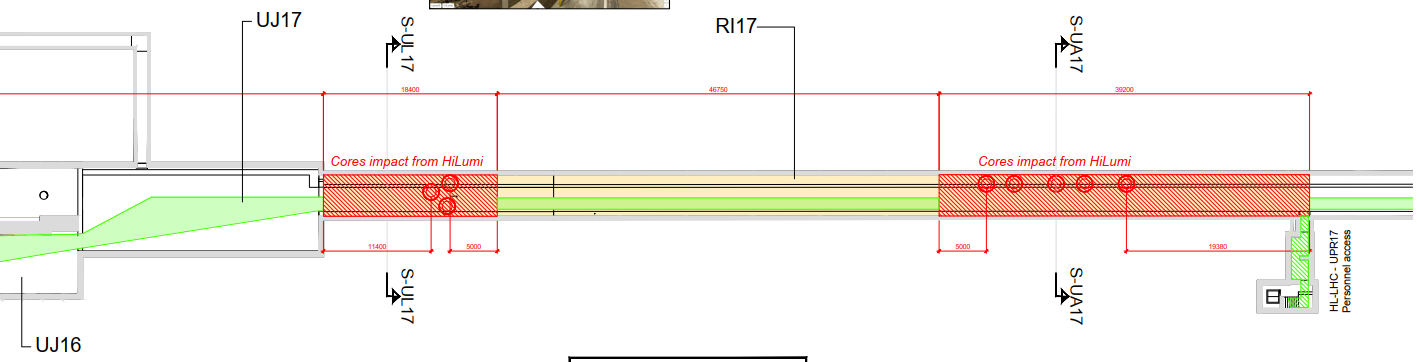 UJ17
S-UL17
RI17
S-UA17
18400
46750
39200
Cores impact from HiLumi
Cores impact from HiLumi
11400
5000
5000
19380
S-UL17
S-UA17
HL-LHC - UPR17
Personnel access
UJ16